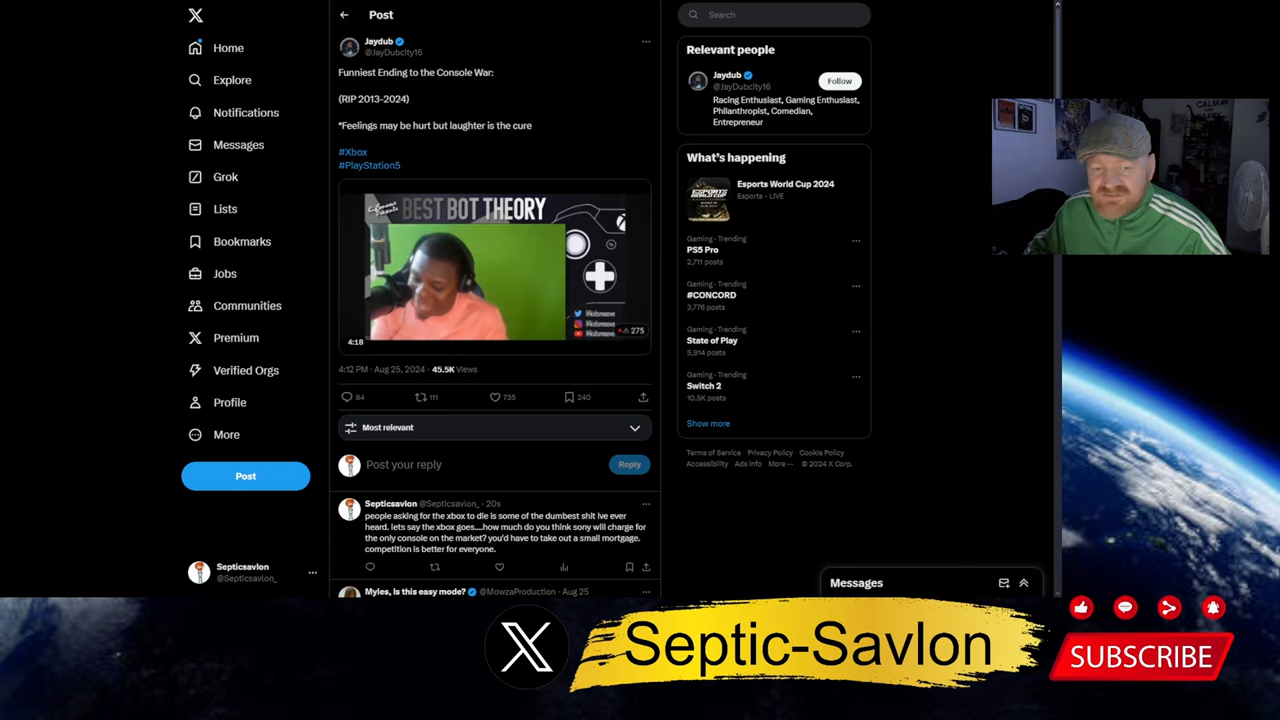 Home
Explore
Notifications
Messages
Grok
Lists
Bookmarks
Jobs
Communities
Premium
Verified Orgs
Profile
More
Post
Septicsavlon
@Septicsavlon_
Post
Jaydub
@JayDubcity16
Funniest Ending to the Console War:
(RIP 2013-2024)
*Feelings may be hurt but laughter is the cure
#Xbox
#PlayStation5
BEST BOT THEORY
@kidsmoove
@kidsmoove
@kidsmoove
275
4:18
4:12 PM · Aug 25, 2024 · 45.5K Views
84
111
735
240
Most relevant
Post your reply
Reply
Septicsavlon @Septicsavlon_ · 20s
people asking for the xbox to die is some of the dumbest shit ive ever
heard. lets say the xbox goes....how much do you think sony will charge for
the only console on the market? you'd have to take out a small mortgage.
competition is better for everyone.
Myles, Is this easy mode? @MowzaProduction · Aug 25
Search
Relevant people
Jaydub
@JayDubcity16
Follow
Racing Enthusiast, Gaming Enthusiast,
Philanthropist, Comedian,
Entrepreneur
What's happening
Esports World Cup 2024
Esports · LIVE
Gaming · Trending
PS5 Pro
2,711 posts
Gaming · Trending
#CONCORD
3,776 posts
Gaming · Trending
State of Play
5,914 posts
Gaming · Trending
Switch 2
10.5K posts
Show more
Terms of Service Privacy Policy Cookie Policy
Accessibility Ads info More ··· © 2024 X Corp.
Messages
Septic-Savlon
SUBSCRIBE